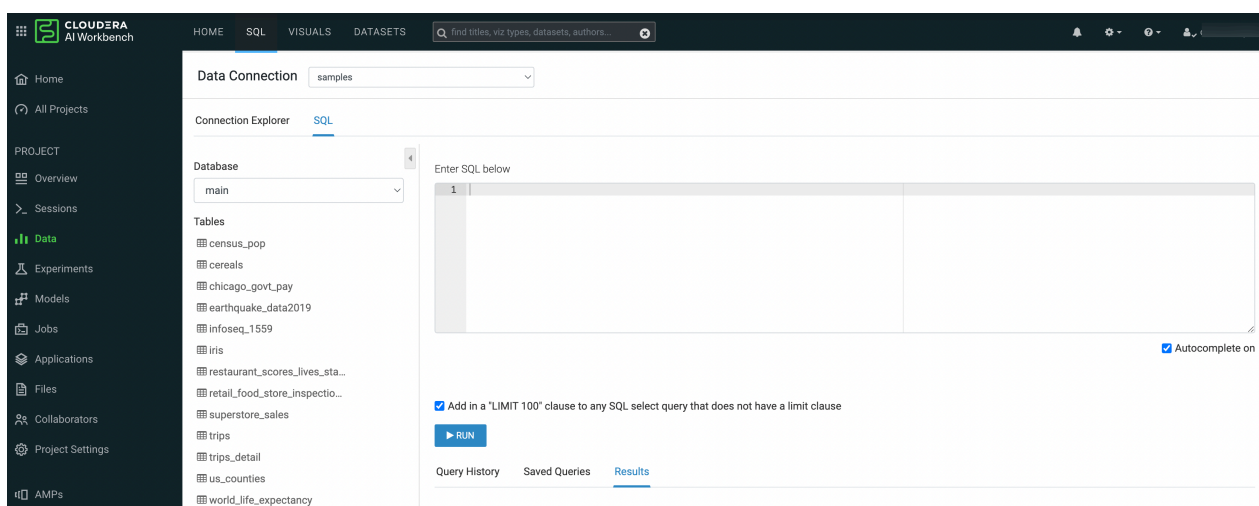 CLOUDERA
AI Workbench
HOME SQL VISUALS DATASETS
find titles, viz types, datasets, authors...
Home
All Projects
PROJECT
Overview
Sessions
Data
Experiments
Models
Jobs
Applications
Files
Collaborators
Project Settings
AMPs
Data Connection samples
Connection Explorer SQL
Database
main
Tables
census_pop
cereals
chicago_govt_pay
earthquake_data2019
infoseq_1559
iris
restaurant_scores_lives_sta...
retail_food_store_inspectio...
superstore_sales
trips
trips_detail
us_counties
world_life_expectancy
Enter SQL below
1
Autocomplete on
Add in a "LIMIT 100" clause to any SQL select query that does not have a limit clause
RUN
Query History Saved Queries Results